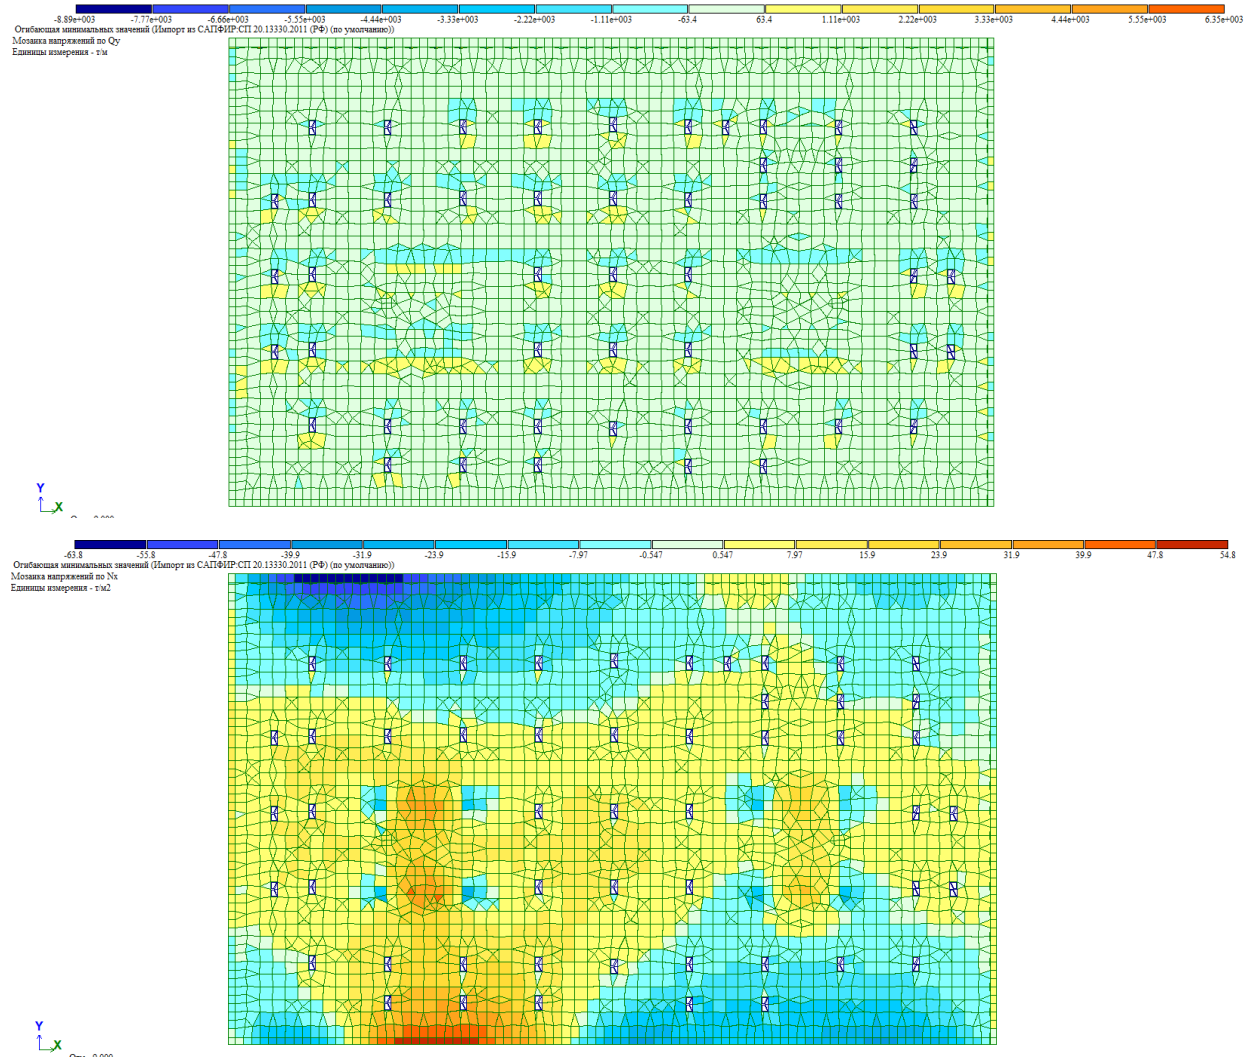 -8.89e+003 -7.77e+003 -6.66e+003 -5.55e+003 -4.44e+003 -3.33e+003 -2.22e+003 -1.11e+003 -63.4 63.4 1.11e+003 2.22e+003 3.33e+003 4.44e+003 5.55e+003 6.35e+003
Огибающая минимальных значений (Импорт из САПФИР:СП 20.13330.2011 (РФ) (по умолчанию))
Мозаика напряжений по Qy
Единицы измерения - т/м
Y
X
-63.8 -55.8 -47.8 -39.9 -31.9 -23.9 -15.9 -7.97 -0.547 0.547 7.97 15.9 23.9 31.9 39.9 47.8 54.8
Огибающая минимальных значений (Импорт из САПФИР:СП 20.13330.2011 (РФ) (по умолчанию))
Мозаика напряжений по Nx
Единицы измерения - т/м2
Y
X